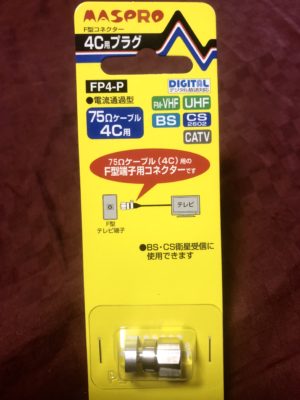 MASPRO
F型コネクター
4C用プラグ
FP4-P
●電流通過型
75Ωケーブル
4C用
DIGITAL
デジタル放送対応
FM・VHF UHF
BS CS
2602
CATV
75Ωケーブル(4C)用の
F型端子用コネクターです
テレビ
F型
テレビ端子
●BS・CS衛星受信に
使用できます